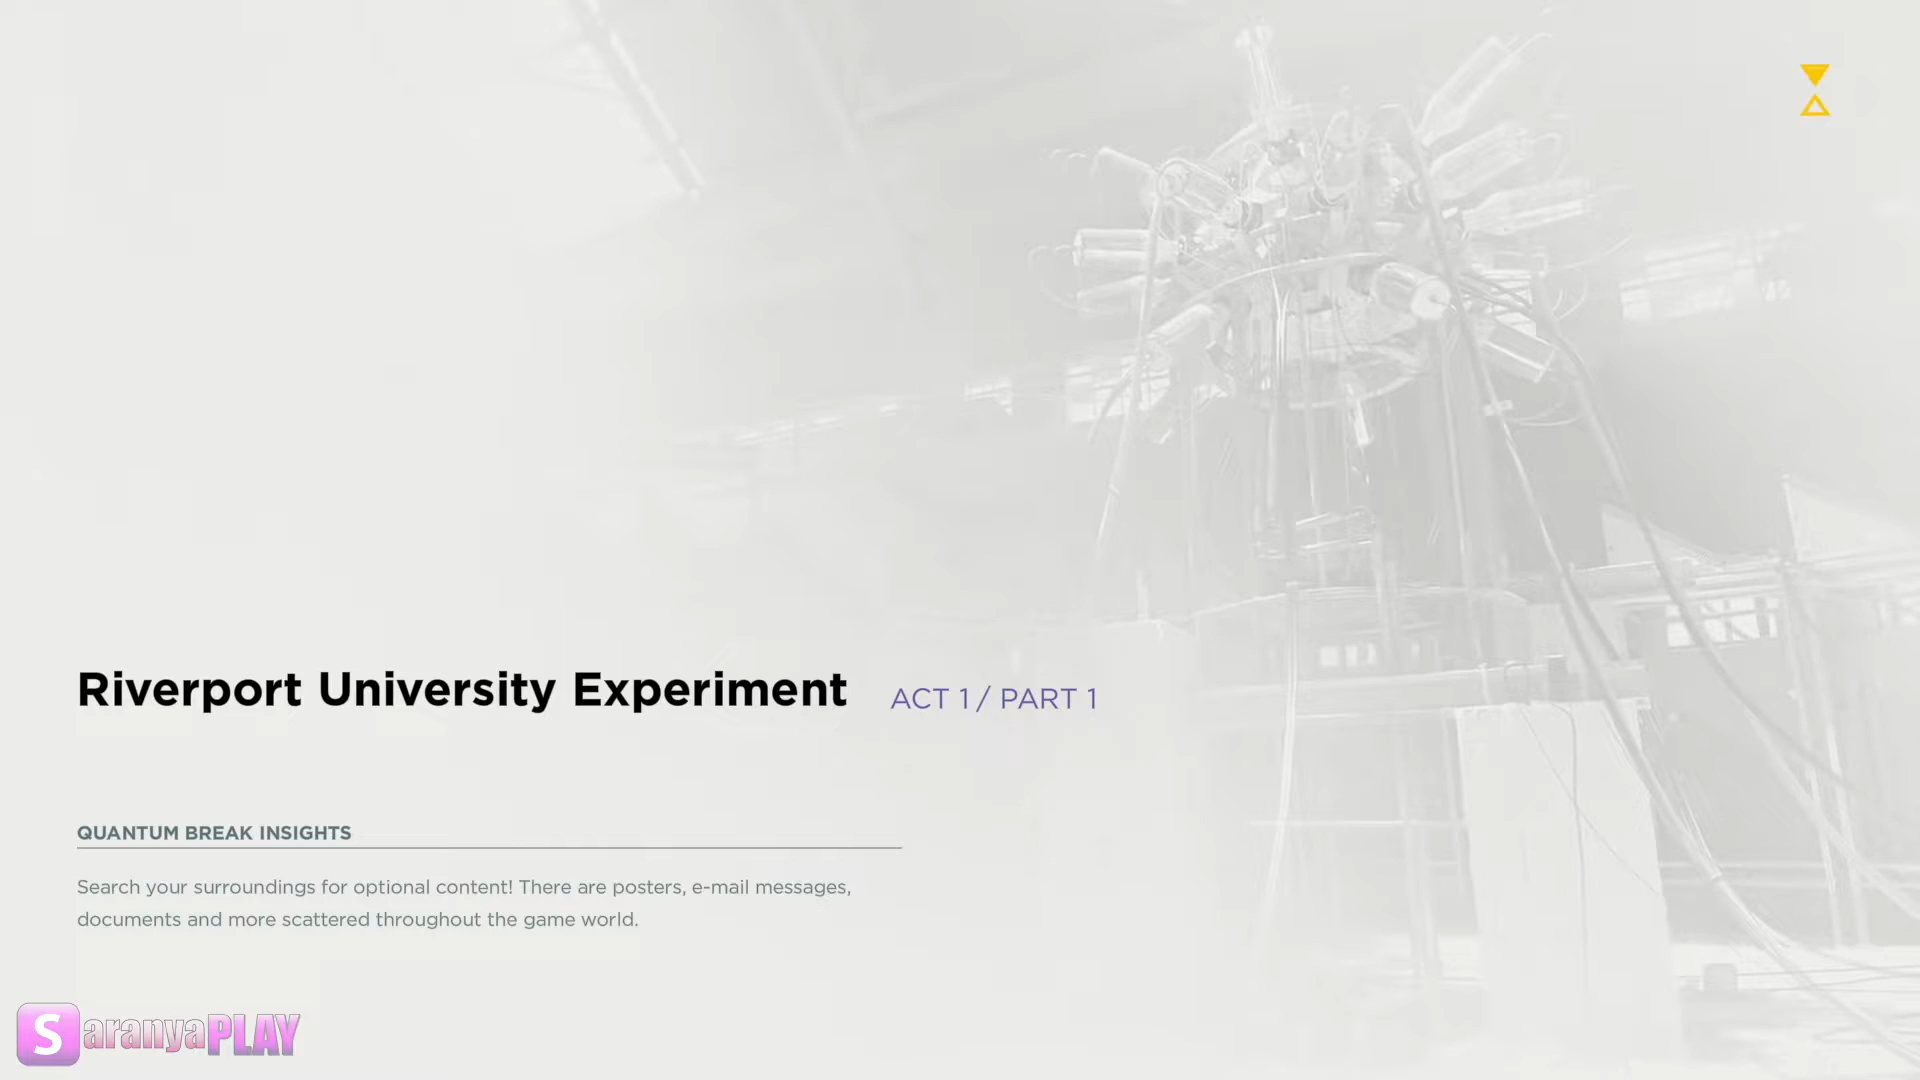 Riverport University Experiment ACT 1 / PART 1
QUANTUM BREAK INSIGHTS
Search your surroundings for optional content! There are posters, e-mail messages,
documents and more scattered throughout the game world.
SaranyaPLAY